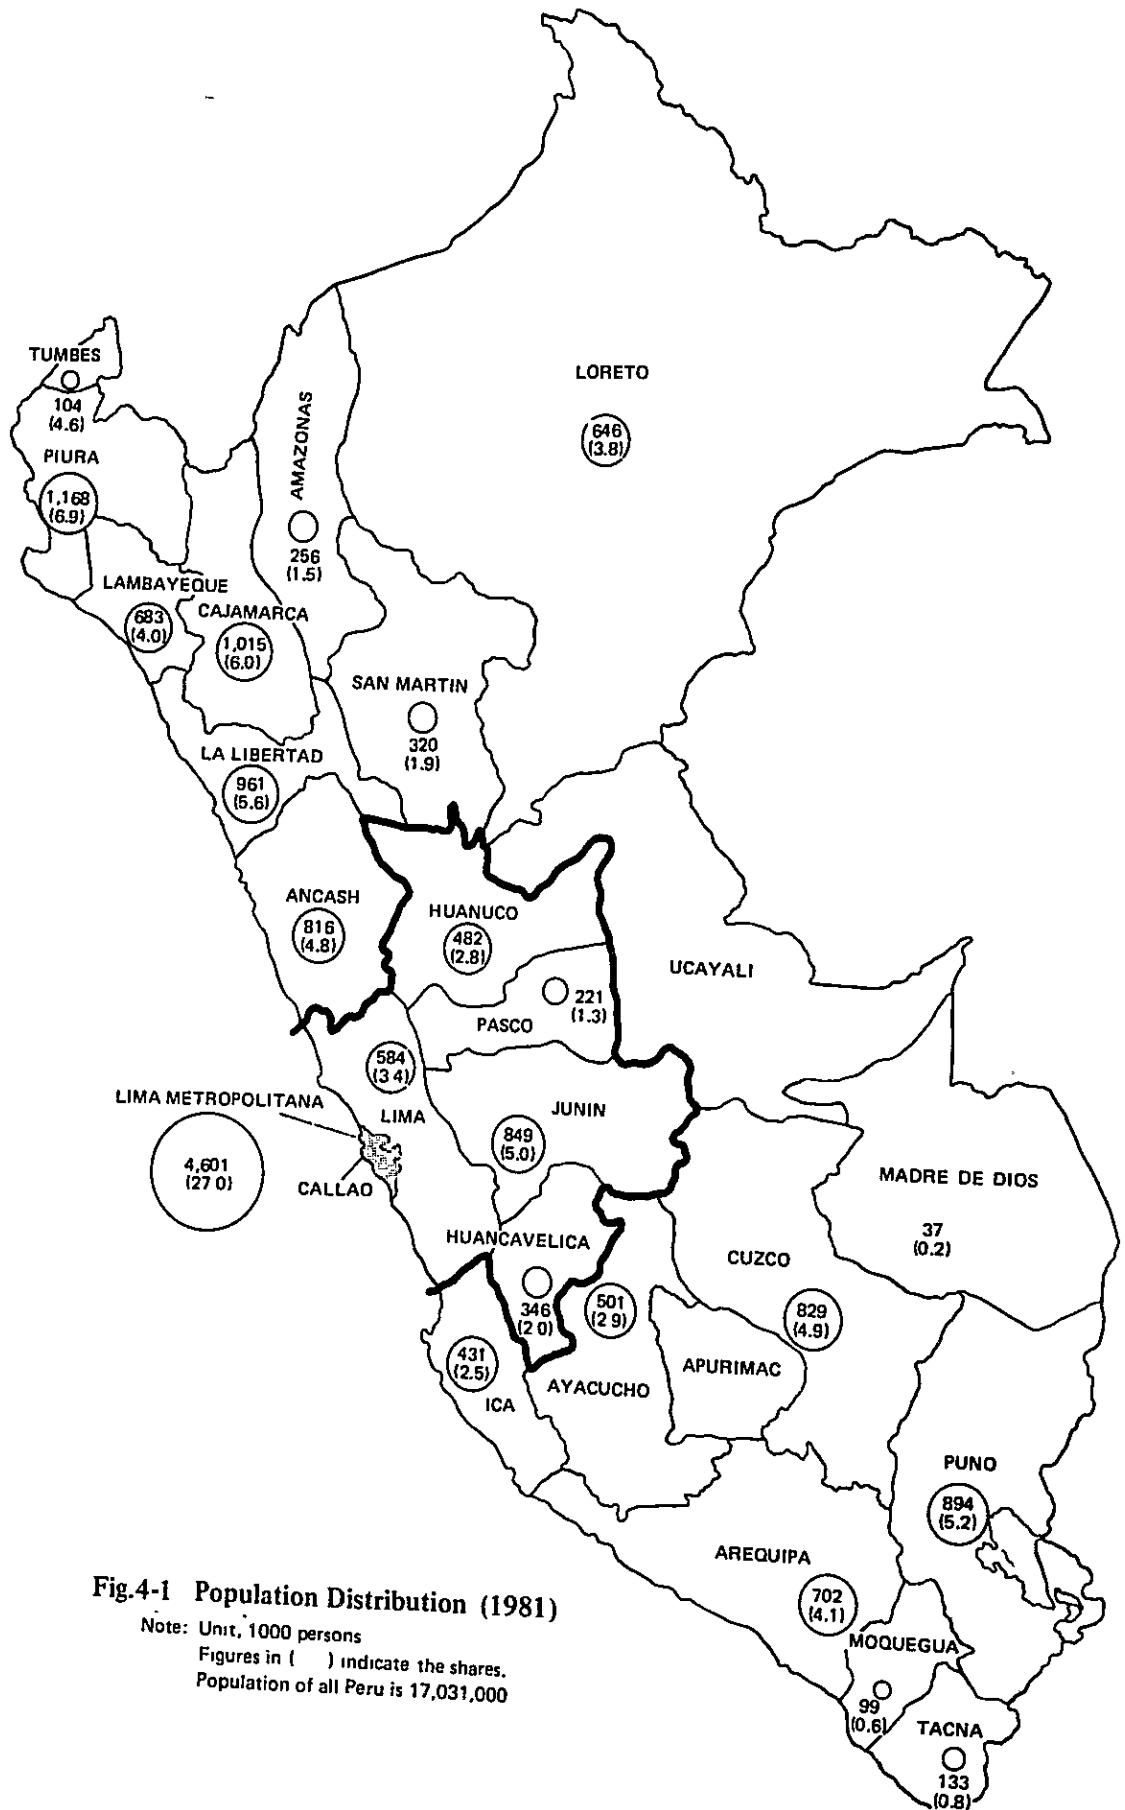 TUMBES
104
(4.6)
PIURA
1,168
(6.9)
LAMBAYEQUE
683
(4.0)
CAJAMARCA
1,015
(6.0)
AMAZONAS
256
(1.5)
LORETO
646
(3.8)
SAN MARTIN
320
(1.9)
LA LIBERTAD
961
(5.6)
ANCASH
816
(4.8)
HUANUCO
482
(2.8)
UCAYALI
PASCO
221
(1.3)
584
(3 4)
LIMA
LIMA METROPOLITANA
4,601
(27 0)
CALLAO
JUNIN
849
(5.0)
MADRE DE DIOS
37
(0.2)
HUANCAVELICA
346
(2 0)
CUZCO
829
(4.9)
501
(2 9)
AYACUCHO
APURIMAC
431
(2.5)
ICA
PUNO
894
(5.2)
AREQUIPA
702
(4.1)
MOQUEGUA
99
(0.6)
TACNA
133
(0.8)
Fig.4-1 Population Distribution (1981)
Note: Unit, 1000 persons
Figures in ( ) indicate the shares.
Population of all Peru is 17,031,000